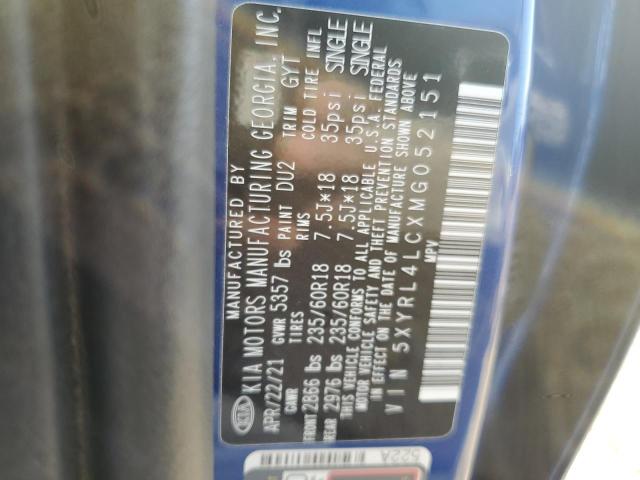 MANUFACTURED BY
KIA KIA MOTORS MANUFACTURING GEORGIA, INC.
APR/22/21 GVWR 5357 lbs PAINT DU2 TRIM GYT
GAWR TIRES RIMS COLD TIRE INFL
FRONT 2866 lbs 235/60R18 7.5J*18 35psi SINGLE
REAR 2976 lbs 235/60R18 7.5J*18 35psi SINGLE
THIS VEHICLE CONFORMS TO ALL APPLICABLE U.S.A. FEDERAL
MOTOR VEHICLE SAFETY AND THEFT PREVENTION STANDARDS
IN EFFECT ON THE DATE OF MANUFACTURE SHOWN ABOVE
VIN 5XYRL4LCXMG052151
MPV
522A